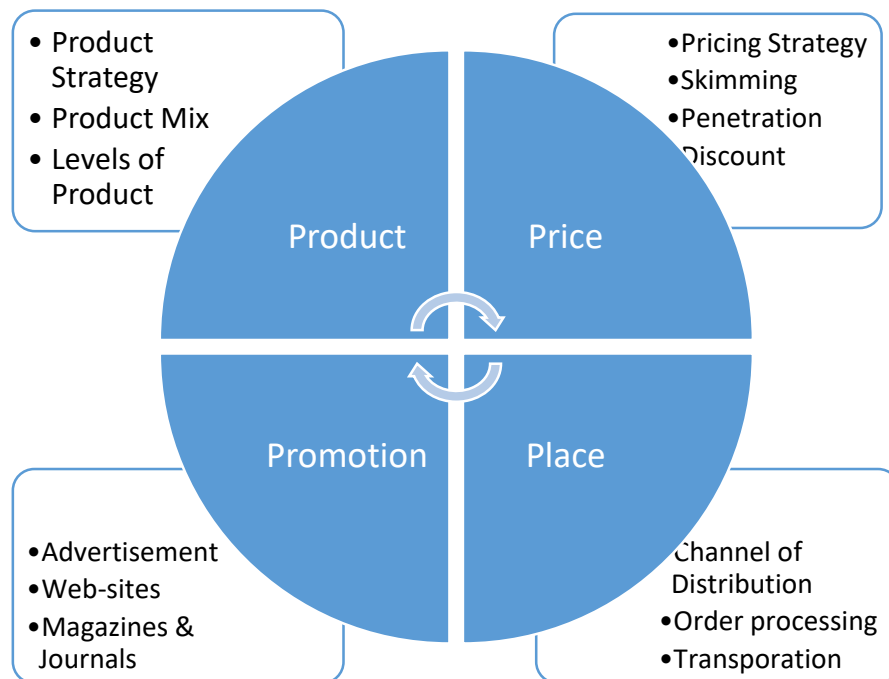 • Product
Strategy
• Product Mix
• Levels of
Product
•Pricing Strategy
•Skimming
•Penetration
Discount
Product
Price
Promotion
Place
•Advertisement
•Web-sites
•Magazines &
Journals
Channel of
Distribution
•Order processing
•Transporation